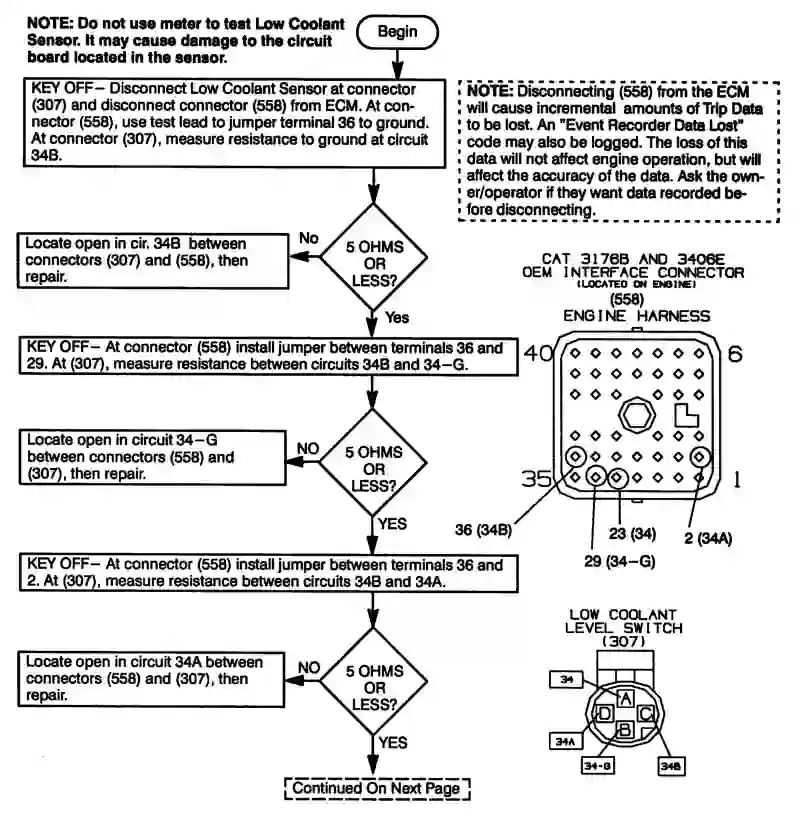 NOTE: Do not use meter to test Low Coolant
Sensor. It may cause damage to the circuit
board located in the sensor.
Begin
KEY OFF– Disconnect Low Coolant Sensor at connector
(307) and disconnect connector (558) from ECM. At con-
nector (558), use test lead to jumper terminal 36 to ground.
At connector (307), measure resistance to ground at circuit
34B.
NOTE: Disconnecting (558) from the ECM
will cause incremental amounts of Trip Data
to be lost. An "Event Recorder Data Lost"
code may also be logged. The loss of this
data will not affect engine operation, but will
affect the accuracy of the data. Ask the own-
er/operator if they want data recorded be-
fore disconnecting.
5 OHMS
OR
LESS?
No
Locate open in cir. 34B between
connectors (307) and (558), then
repair.
Yes
KEY OFF– At connector (558) install jumper between terminals 36 and
29. At (307), measure resistance between circuits 34B and 34–G.
5 OHMS
OR
LESS?
NO
Locate open in circuit 34–G
between connectors (558) and
(307), then repair.
YES
KEY OFF– At connector (558) install jumper between terminals 36 and
2. At (307), measure resistance between circuits 34B and 34A.
5 OHMS
OR
LESS?
NO
Locate open in circuit 34A between
connectors (558) and (307), then
repair.
YES
Continued On Next Page
CAT 3176B AND 3406E
OEM INTERFACE CONNECTOR
(LOCATED ON ENGINE)
(558)
ENGINE HARNESS
40
6
35
1
36 (34B)
23 (34)
2 (34A)
29 (34–G)
LOW COOLANT
LEVEL SWITCH
(307)
34
A
D
C
B
34A
34-G
34B